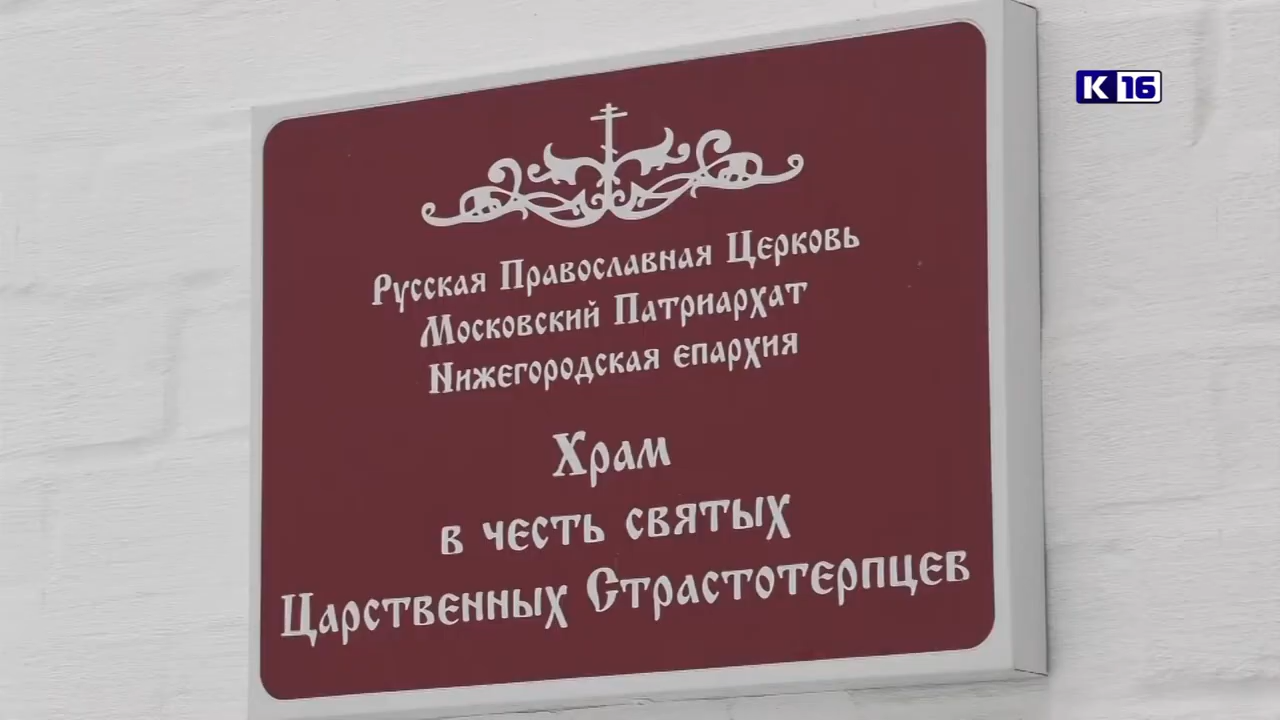 К 16
Русская Православная Церковь
Московский Патриархат
Нижегородская епархия
Храм
в честь святых
Царственных Страстотерпцев